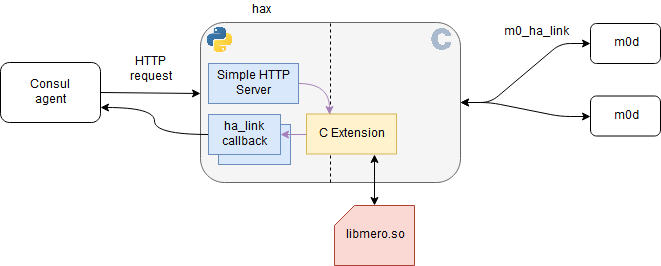 hax
HTTP
request
m0_ha_link
m0d
Consul
agent
Simple HTTP
Server
C
ha_link
callback
C Extension
m0d
libmero.so